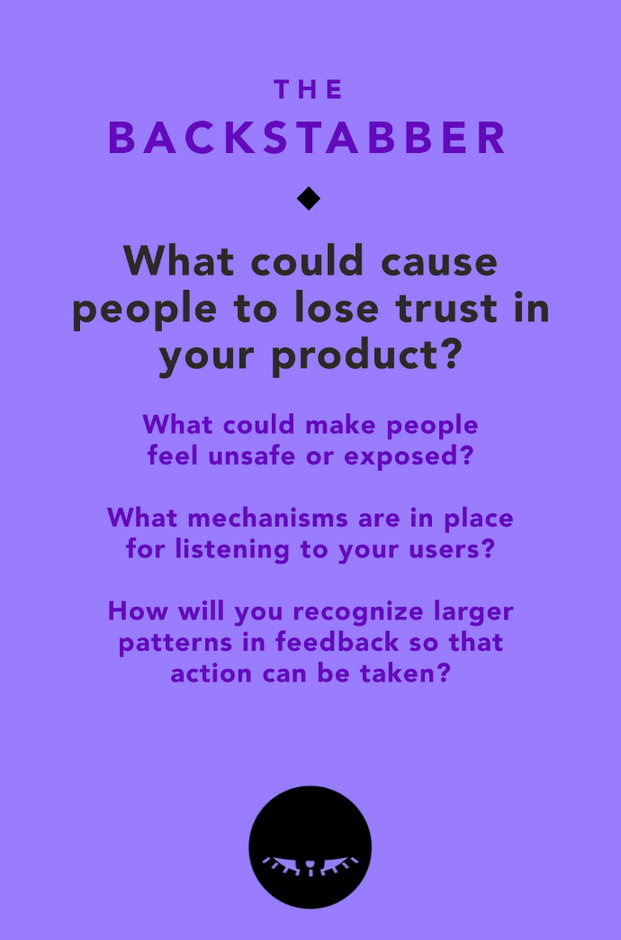 THE
BACKSTABBER
What could cause
people to lose trust in
your product?
What could make people
feel unsafe or exposed?
What mechanisms are in place
for listening to your users?
How will you recognize larger
patterns in feedback so that
action can be taken?